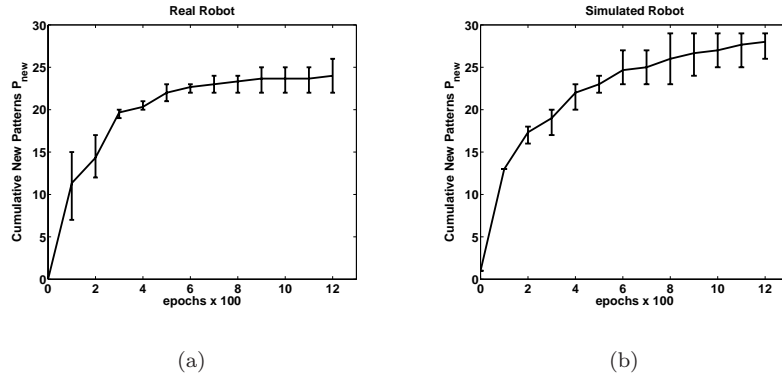 Real Robot
30
25
20
15
10
5
0
Cumulative New Patterns P_new
0 2 4 6 8 10 12
epochs x 100
(a)
Simulated Robot
30
25
20
15
10
5
0
Cumulative New Patterns P_new
0 2 4 6 8 10 12
epochs x 100
(b)